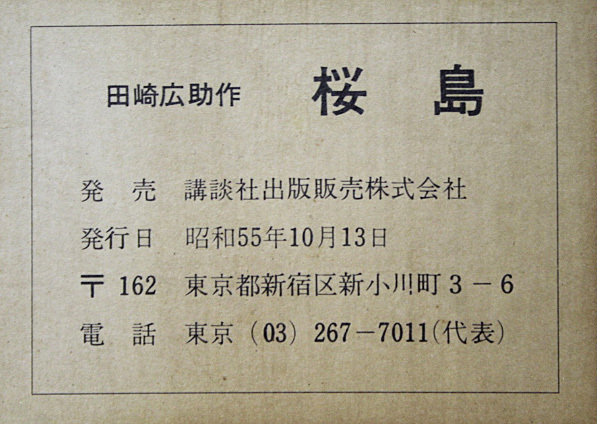 田崎広助作 桜島
発売 講談社出版販売株式会社
発行日 昭和55年10月13日
〒162 東京都新宿区新小川町3-6
電話 東京(03)267-7011(代表)